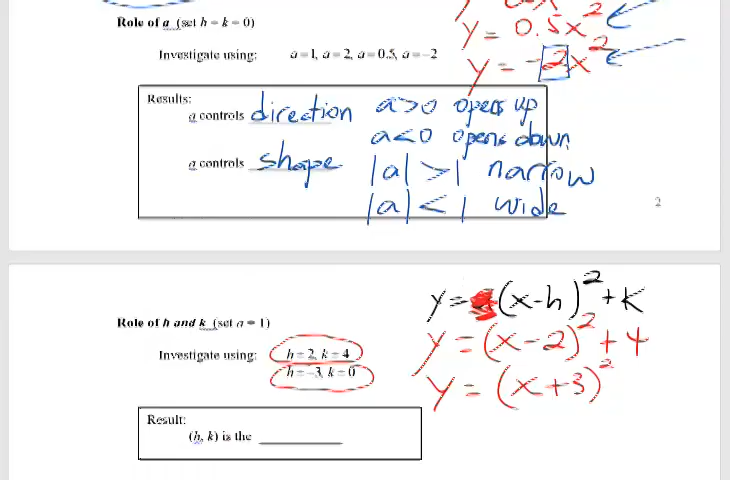 Role of a (set h = k = 0)
y = 0.5x²
Investigate using: a = 1, a = 2, a = 0.5, a = −2
y = -2x²
Results:
a controls direction a>0 opens up
a<0 opens down
a controls shape |a| > 1 narrow
|a| < 1 wide
2
y = (x-h)² + k
Role of h and k (set a = 1)
y = (x-2)² + 4
Investigate using: h = 2, k = 4
h = −3, k = 0
y = (x+3)²
Result:
(h, k) is the ________